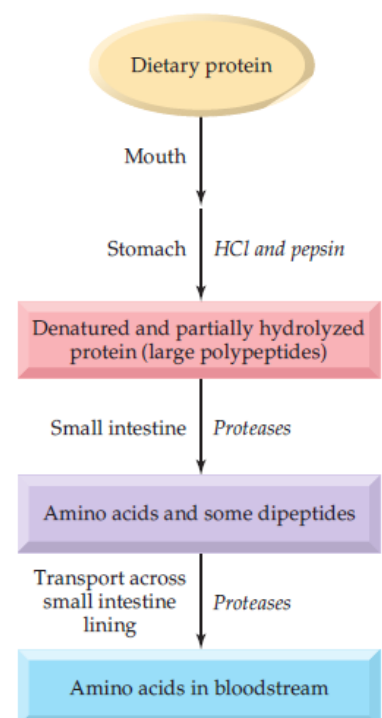 Dietary protein
Mouth
Stomach
HCl and pepsin
Denatured and partially hydrolyzed
protein (large polypeptides)
Small intestine
Proteases
Amino acids and some dipeptides
Transport across
small intestine
lining
Proteases
Amino acids in bloodstream